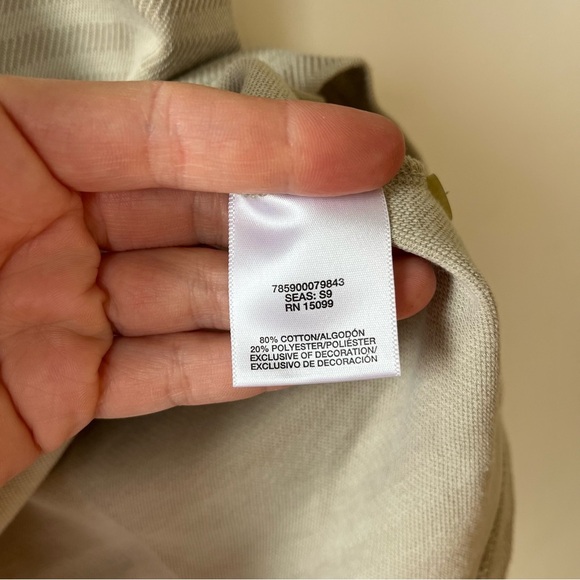 785900079843
SEAS: S9
RN 15099
80% COTTON/ALGODÓN
20% POLYESTER/POLIÉSTER
EXCLUSIVE OF DECORATION/
EXCLUSIVO DE DECORACIÓN